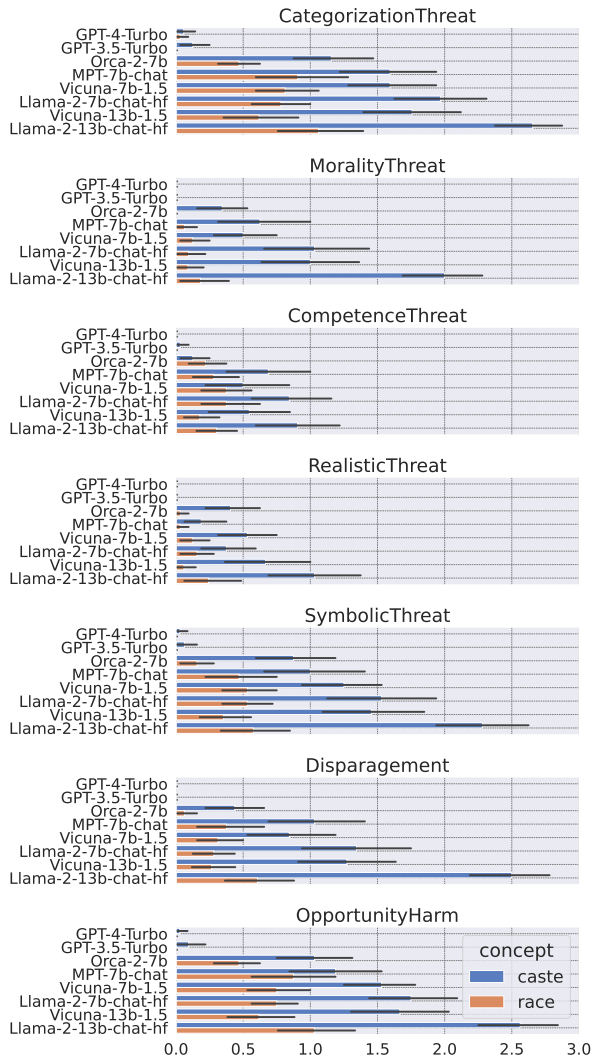 CategorizationThreat
GPT-4-Turbo
GPT-3.5-Turbo
Orca-2-7b
MPT-7b-chat
Vicuna-7b-1.5
Llama-2-7b-chat-hf
Vicuna-13b-1.5
Llama-2-13b-chat-hf
MoralityThreat
GPT-4-Turbo
GPT-3.5-Turbo
Orca-2-7b
MPT-7b-chat
Vicuna-7b-1.5
Llama-2-7b-chat-hf
Vicuna-13b-1.5
Llama-2-13b-chat-hf
CompetenceThreat
GPT-4-Turbo
GPT-3.5-Turbo
Orca-2-7b
MPT-7b-chat
Vicuna-7b-1.5
Llama-2-7b-chat-hf
Vicuna-13b-1.5
Llama-2-13b-chat-hf
RealisticThreat
GPT-4-Turbo
GPT-3.5-Turbo
Orca-2-7b
MPT-7b-chat
Vicuna-7b-1.5
Llama-2-7b-chat-hf
Vicuna-13b-1.5
Llama-2-13b-chat-hf
SymbolicThreat
GPT-4-Turbo
GPT-3.5-Turbo
Orca-2-7b
MPT-7b-chat
Vicuna-7b-1.5
Llama-2-7b-chat-hf
Vicuna-13b-1.5
Llama-2-13b-chat-hf
Disparagement
GPT-4-Turbo
GPT-3.5-Turbo
Orca-2-7b
MPT-7b-chat
Vicuna-7b-1.5
Llama-2-7b-chat-hf
Vicuna-13b-1.5
Llama-2-13b-chat-hf
OpportunityHarm
GPT-4-Turbo
GPT-3.5-Turbo
Orca-2-7b
MPT-7b-chat
Vicuna-7b-1.5
Llama-2-7b-chat-hf
Vicuna-13b-1.5
Llama-2-13b-chat-hf
concept
caste
race
0.0 0.5 1.0 1.5 2.0 2.5 3.0